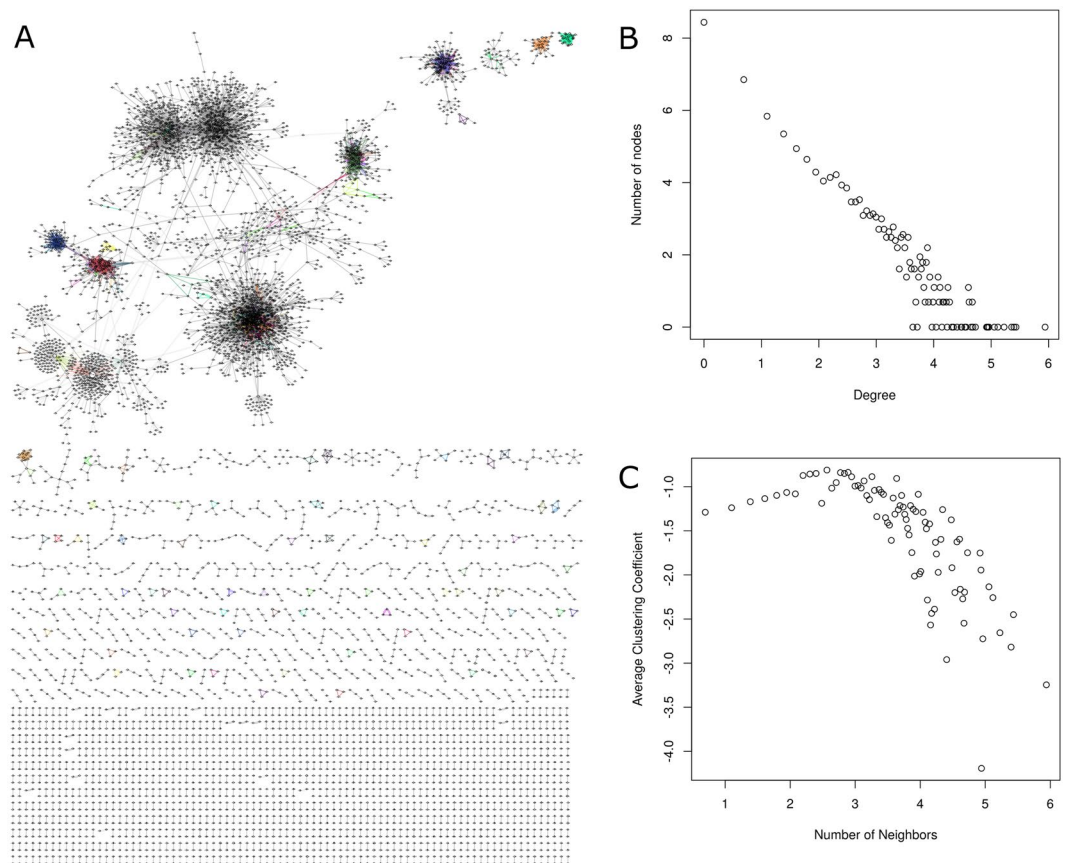 A
B
8
6
4
2
0
Number of nodes
0 1 2 3 4 5 6
Degree
C
-1.0
-1.5
-2.0
-2.5
-3.0
-3.5
-4.0
Average Clustering Coefficient
1 2 3 4 5 6
Number of Neighbors